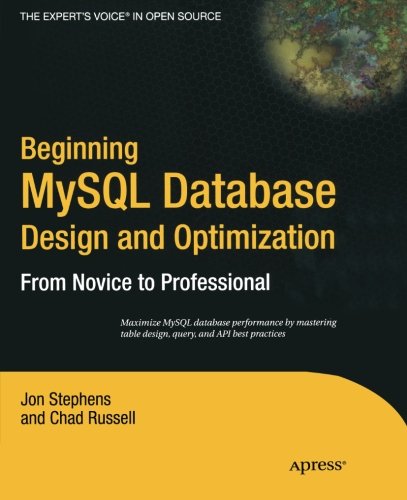 THE EXPERT'S VOICE® IN OPEN SOURCE
Beginning
MySQL Database
Design and Optimization
From Novice to Professional
Maximize MySQL database performance by mastering
table design, query, and API best practices
Jon Stephens
and Chad Russell
Apress®